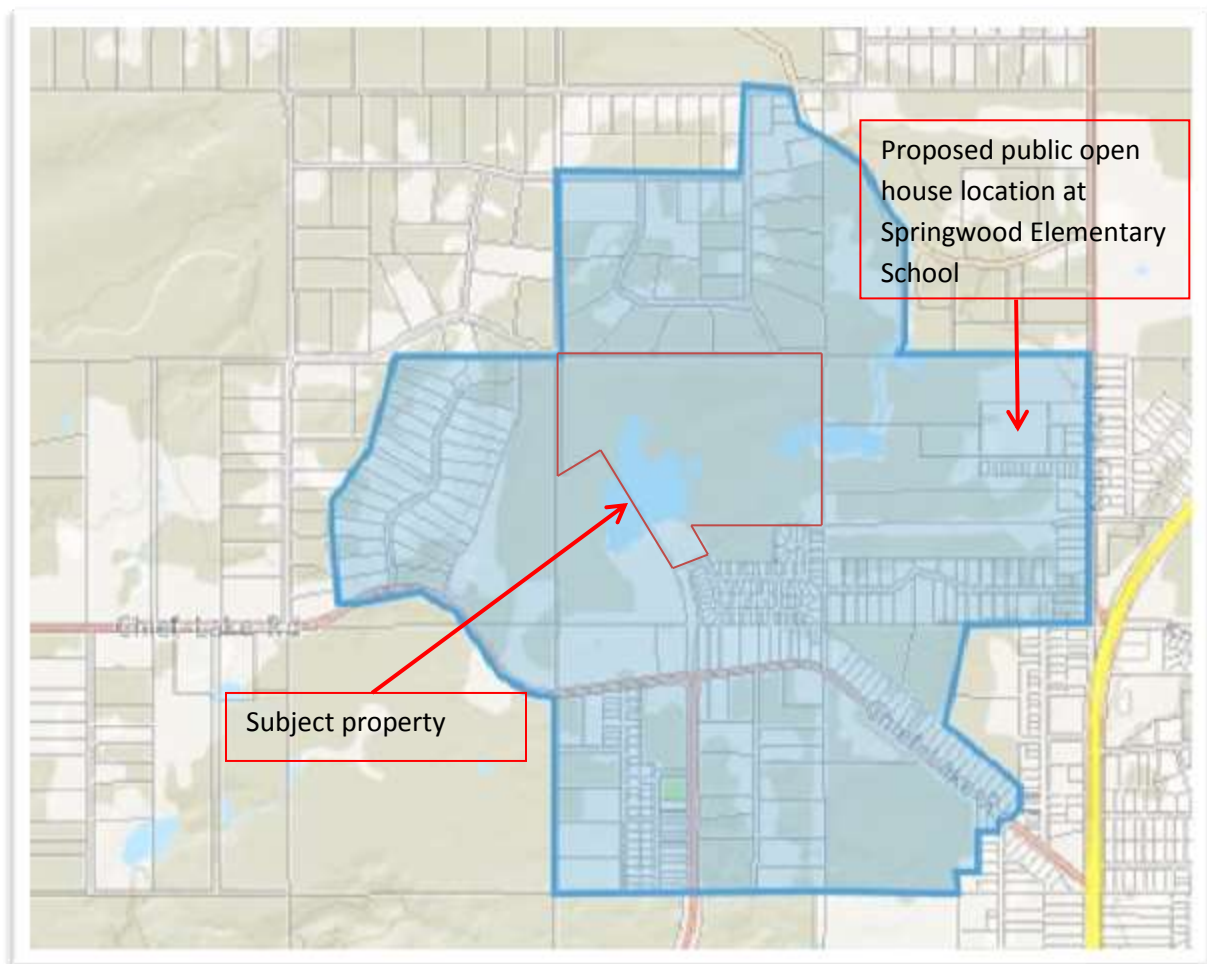 Proposed public open
house location at
Springwood Elementary
School
Chief Lake Rd
Subject property
Chief Lake Rd